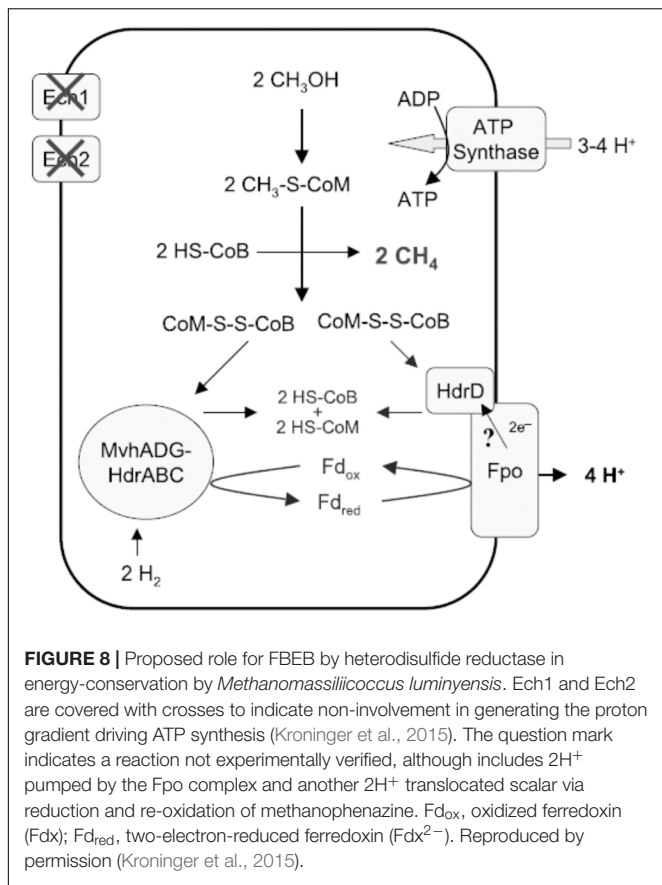 Ech1
Ech2
2 CH₃OH
ADP
ATP
Synthase
3-4 H⁺
ATP
2 CH₃-S-CoM
2 HS-CoB
2 CH₄
CoM-S-S-CoB
CoM-S-S-CoB
HdrD
2 HS-CoB
+
2 HS-CoM
MvhADG-
HdrABC
?
2e⁻
Fpo
4 H⁺
Fdₒₓ
Fd_red
2 H₂
FIGURE 8 | Proposed role for FBEB by heterodisulfide reductase in
energy-conservation by Methanomassiliicoccus luminyensis. Ech1 and Ech2
are covered with crosses to indicate non-involvement in generating the proton
gradient driving ATP synthesis (Kroninger et al., 2015). The question mark
indicates a reaction not experimentally verified, although includes 2H⁺
pumped by the Fpo complex and another 2H⁺ translocated scalar via
reduction and re-oxidation of methanophenazine. Fdₒₓ, oxidized ferredoxin
(Fdx); Fd_red, two-electron-reduced ferredoxin (Fdx²⁻). Reproduced by
permission (Kroninger et al., 2015).